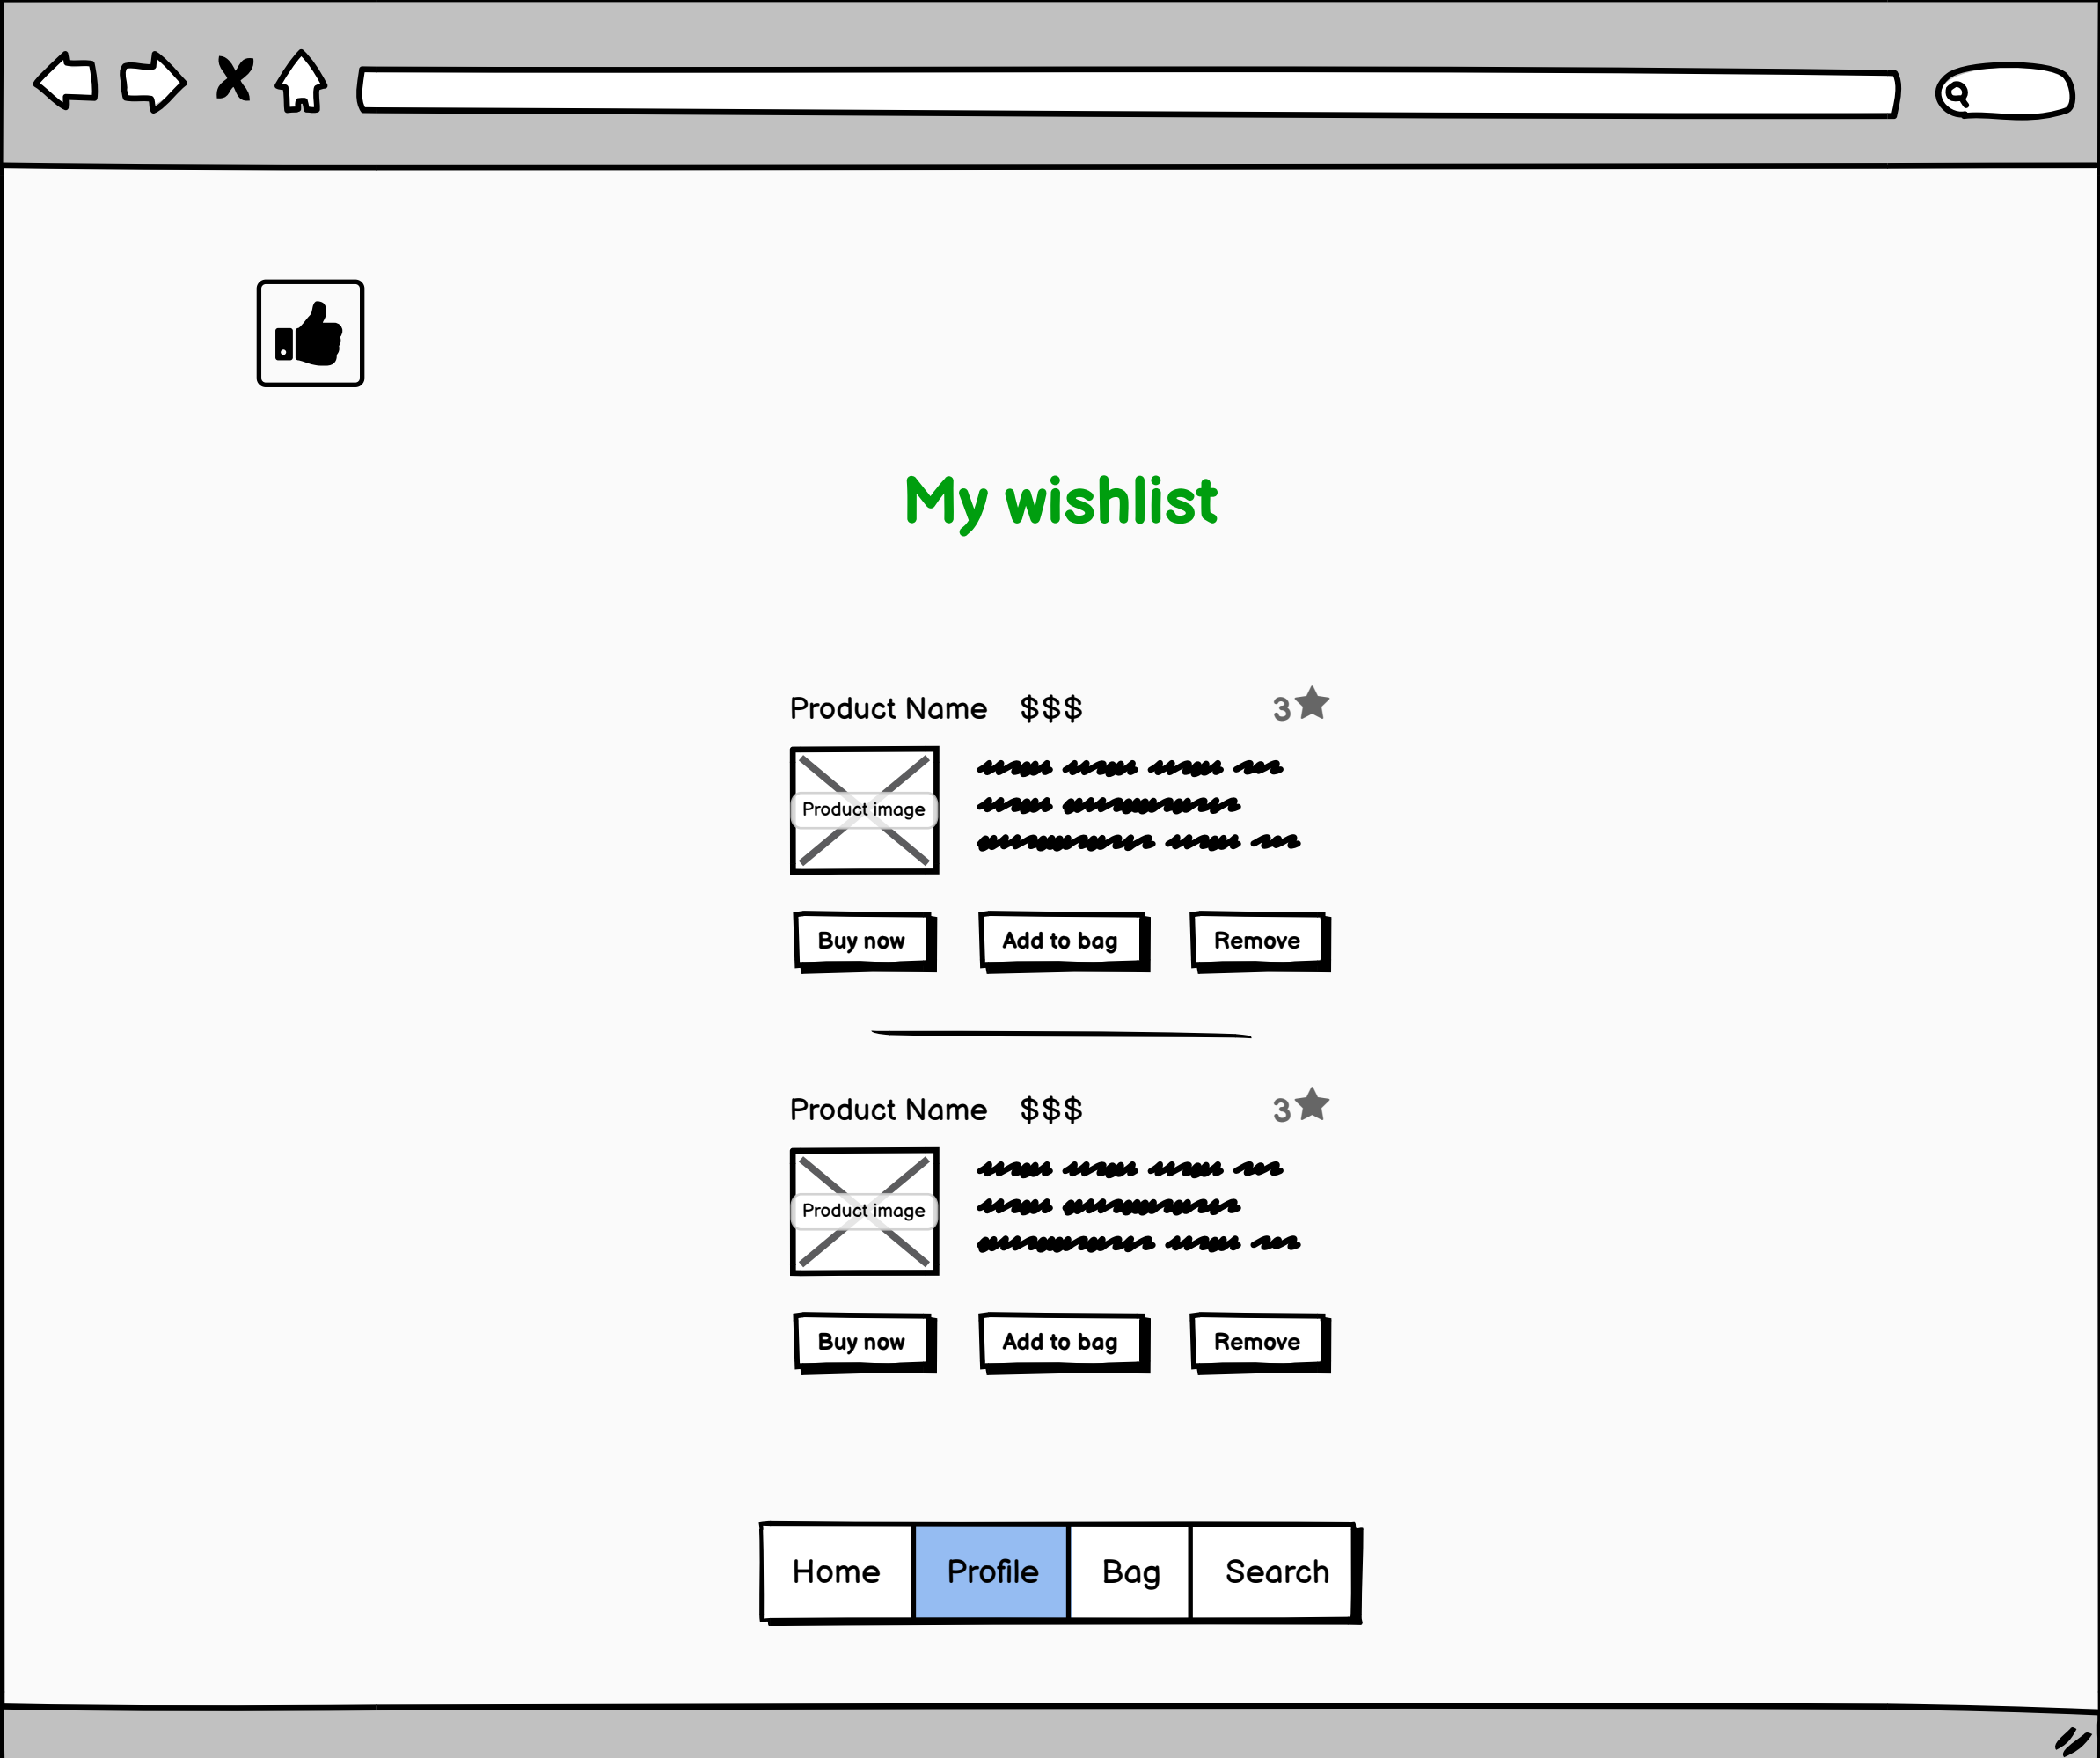 My wishlist
Product Name $$$ 3
Product image
Buy now Add to bag Remove
Product Name $$$ 3
Product image
Buy now Add to bag Remove
Home Profile Bag Search